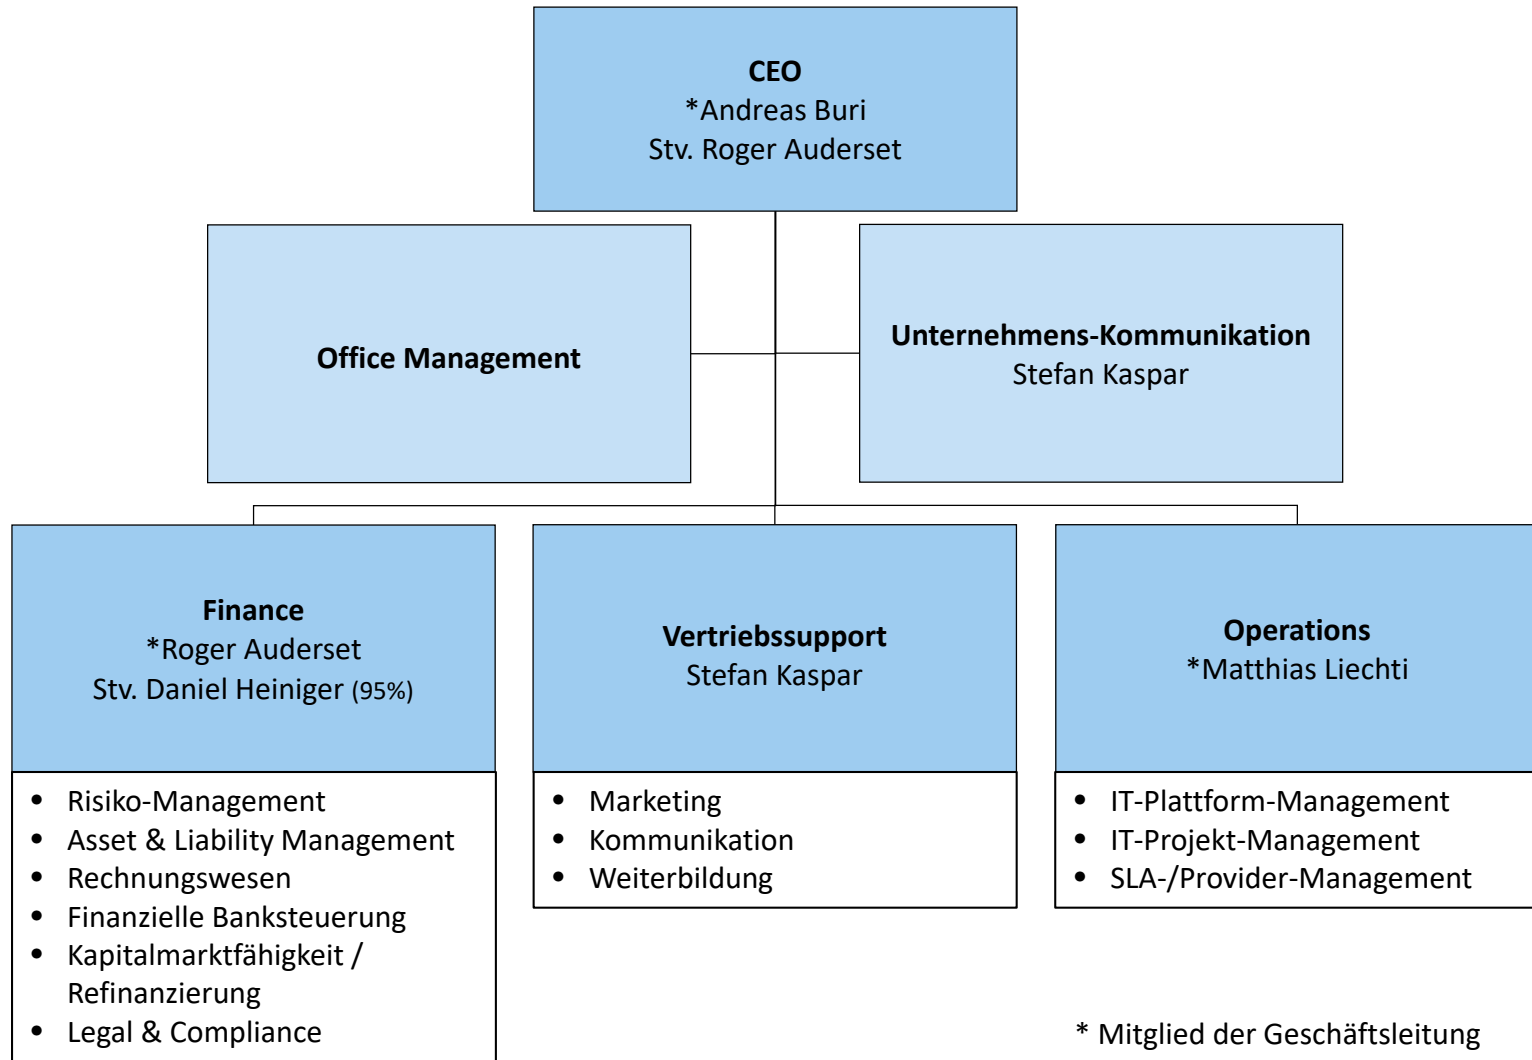 CEO
*Andreas Buri
Stv. Roger Auderset
Office Management
Unternehmens-Kommunikation
Stefan Kaspar
Finance
*Roger Auderset
Stv. Daniel Heiniger (95%)
Vertriebssupport
Stefan Kaspar
Operations
*Matthias Liechti
• Risiko-Management
• Asset & Liability Management
• Rechnungswesen
• Finanzielle Banksteuerung
• Kapitalmarktfähigkeit /
Refinanzierung
• Legal & Compliance
• Marketing
• Kommunikation
• Weiterbildung
• IT-Plattform-Management
• IT-Projekt-Management
• SLA-/Provider-Management
* Mitglied der Geschäftsleitung